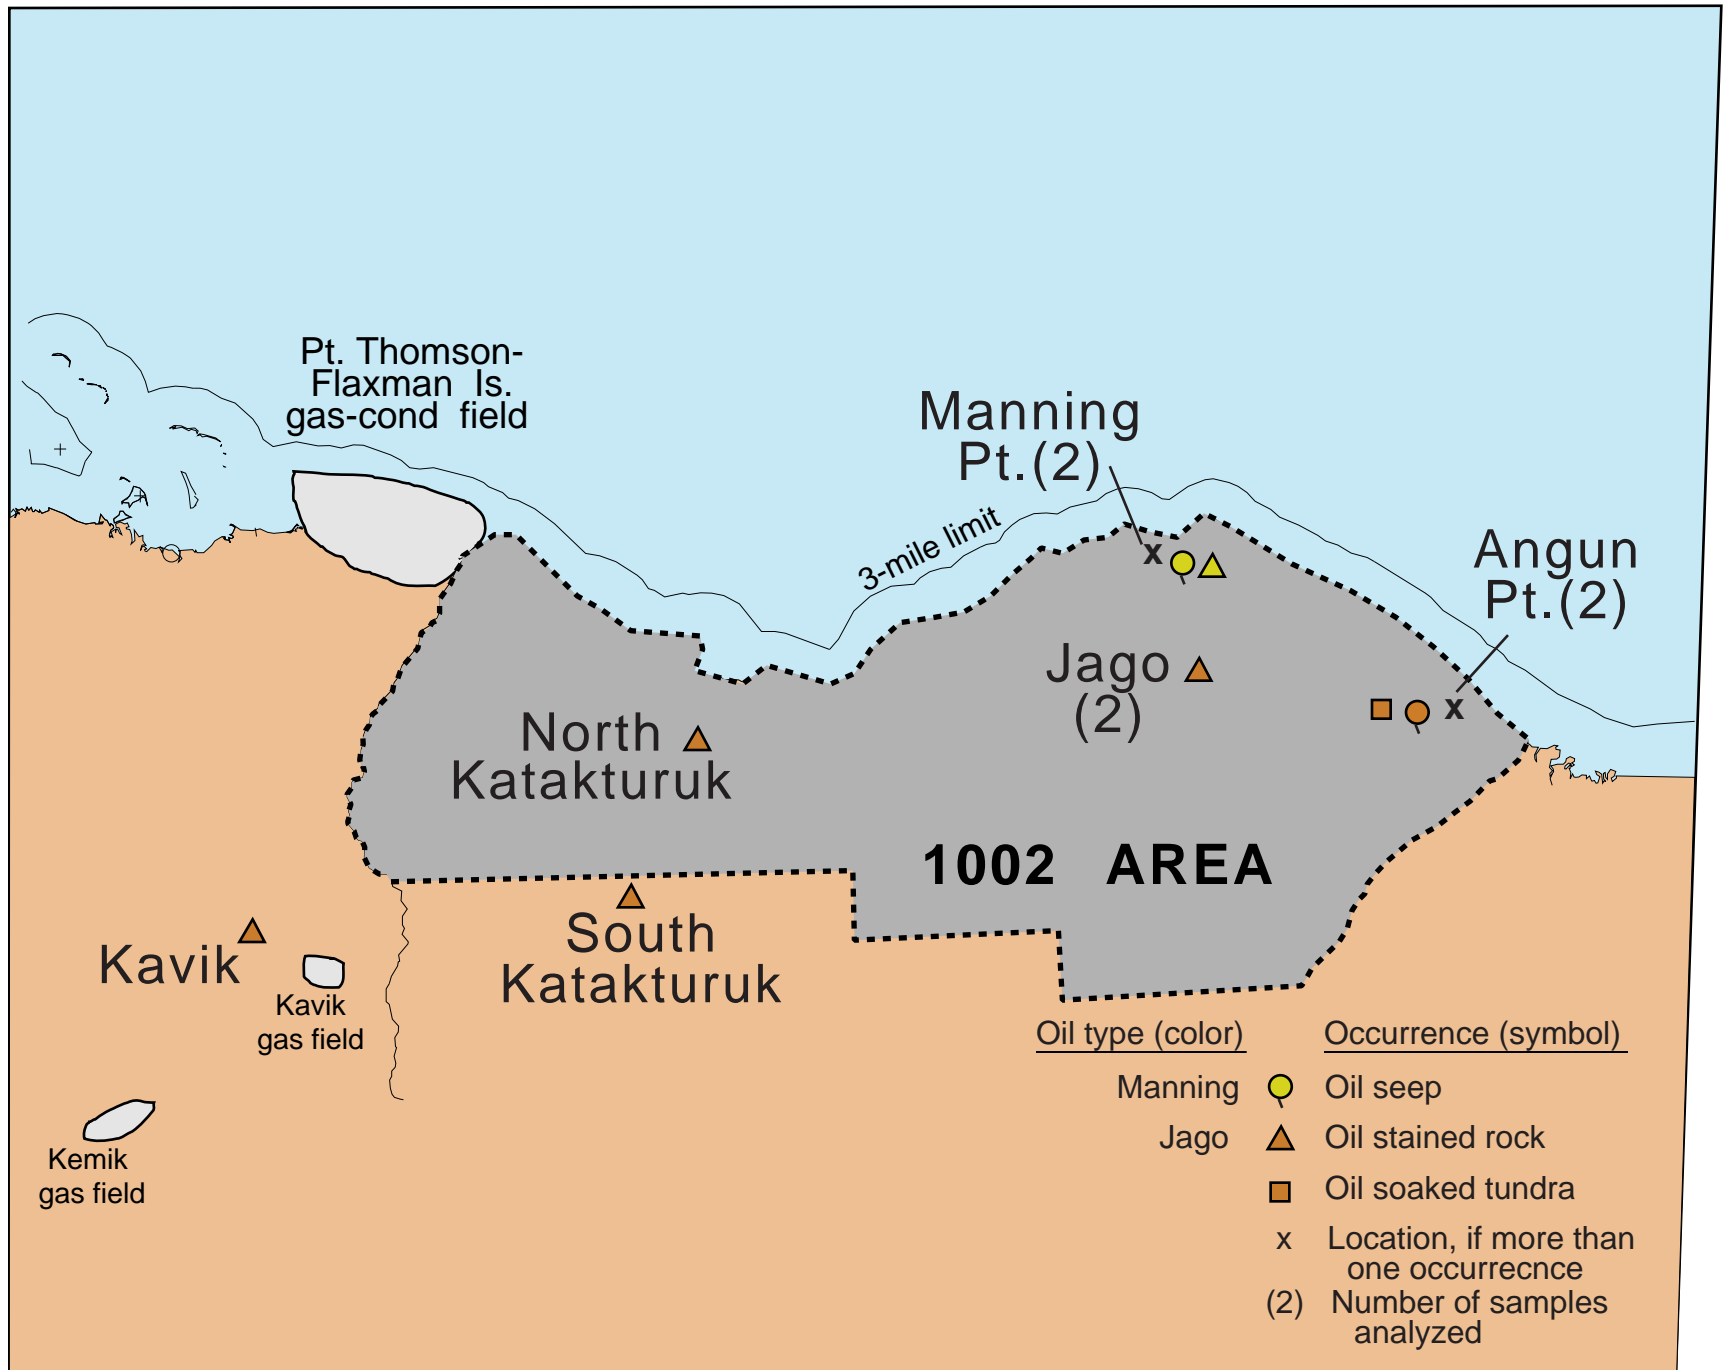 Pt. Thomson-
Flaxman Is.
gas-cond field
Manning
Pt.(2)
3-mile limit
Angun
Pt.(2)
Jago
(2)
North
Katakturuk
1002 AREA
South
Katakturuk
Kavik
Kavik
gas field
Kemik
gas field
Oil type (color) Occurrence (symbol)
Manning Oil seep
Jago Oil stained rock
Oil soaked tundra
x Location, if more than
one occurrecnce
(2) Number of samples
analyzed
x
x